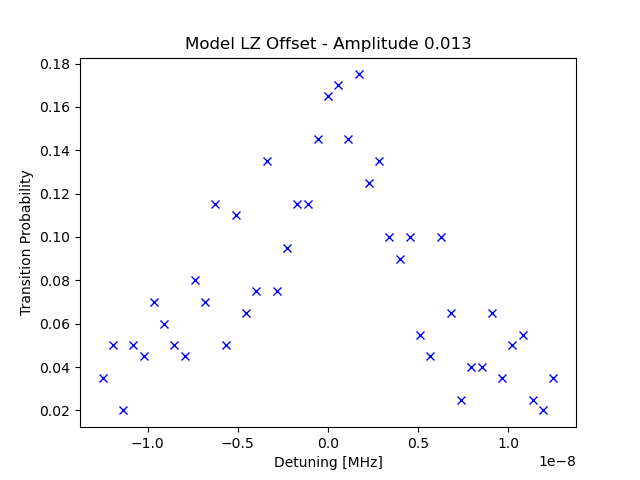 Model LZ Offset - Amplitude 0.013
0.18
0.16
0.14
0.12
0.10
0.08
0.06
0.04
0.02
Transition Probability
−1.0 −0.5 0.0 0.5 1.0
Detuning [MHz]
1e−8